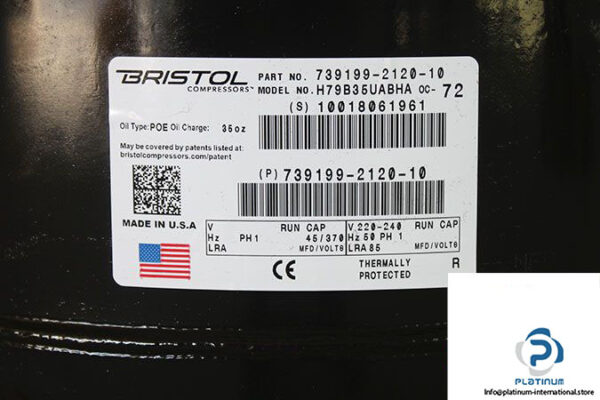 BRISTOL
COMPRESSORS™
PART NO. 739199-2120-10
MODEL NO. H79B35UABHA OC- 72
(S) 10018061961
Oil Type: POE Oil Charge: 35 oz
May be covered by patents listed at:
bristolcompressors.com/patent
(P) 739199-2120-10
MADE IN U.S.A
V RUN CAP
Hz PH 1 45/370
LRA MFD/VOLTS
V 220-240 RUN CAP
Hz 50 PH 1
LRA 85 MFD/VOLTS
CE THERMALLY R
PROTECTED
PLATINUM
Info@platinum-international.store